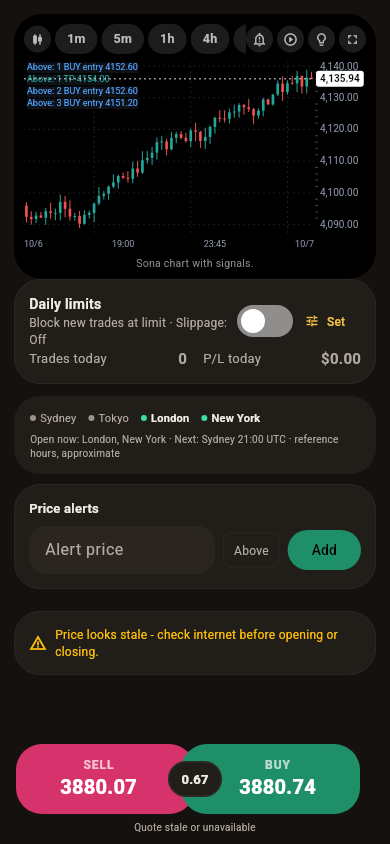 1m 5m 1h 4h
4,140.00
Above: 1 BUY entry 4152.60
Above: 1 TP 4154.00
4,135.94
Above: 2 BUY entry 4152.60
4,130.00
Above: 3 BUY entry 4151.20
4,120.00
4,110.00
4,100.00
4,090.00
10/6 19:00 23:45 10/7
Sona chart with signals.
Daily limits
Block new trades at limit · Slippage:
Off
Set
Trades today 0 P/L today $0.00
Sydney Tokyo London New York
Open now: London, New York · Next: Sydney 21:00 UTC · reference
hours, approximate
Price alerts
Alert price Above Add
Price looks stale - check internet before opening or
closing.
SELL BUY
3880.07 0.67 3880.74
Quote stale or unavailable